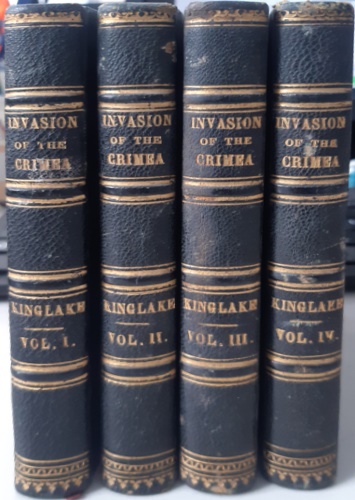 INVASION
OF THE
CRIMEA
KINGLAKE
VOL. I.
INVASION
OF THE
CRIMEA
KINGLAKE
VOL. II.
INVASION
OF THE
CRIMEA
KINGLAKE
VOL. III.
INVASION
OF THE
CRIMEA
KINGLAKE
VOL. IV.